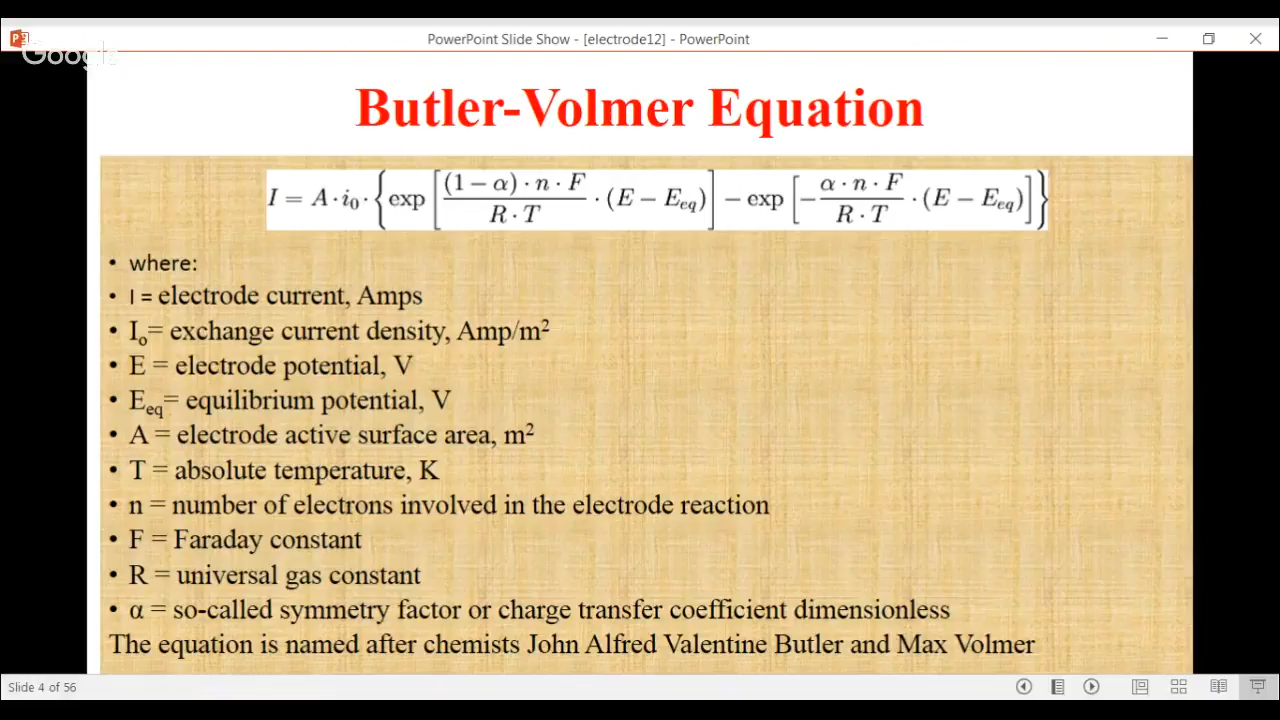 PowerPoint Slide Show - [electrode12] - PowerPoint
Google
Butler-Volmer Equation
I = A · i₀ · { exp [ (1 − α) · n · F / R · T · (E − E_eq) ] − exp [ − α · n · F / R · T · (E − E_eq) ] }
• where:
• I = electrode current, Amps
• Iₒ= exchange current density, Amp/m²
• E = electrode potential, V
• E_eq= equilibrium potential, V
• A = electrode active surface area, m²
• T = absolute temperature, K
• n = number of electrons involved in the electrode reaction
• F = Faraday constant
• R = universal gas constant
• α = so-called symmetry factor or charge transfer coefficient dimensionless
The equation is named after chemists John Alfred Valentine Butler and Max Volmer
Slide 4 of 56